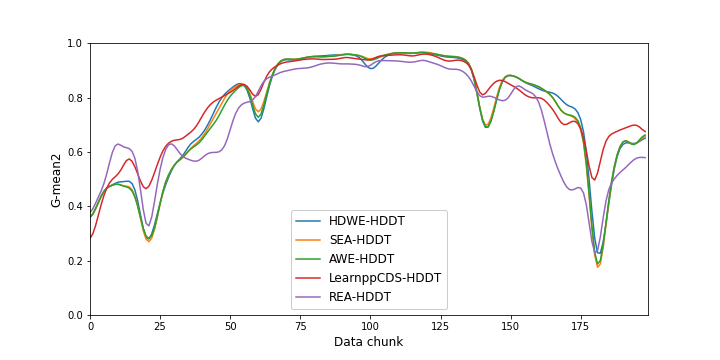 G-mean2
1.0
0.8
0.6
0.4
0.2
0.0
HDWE-HDDT
SEA-HDDT
AWE-HDDT
LearnppCDS-HDDT
REA-HDDT
0 25 50 75 100 125 150 175
Data chunk